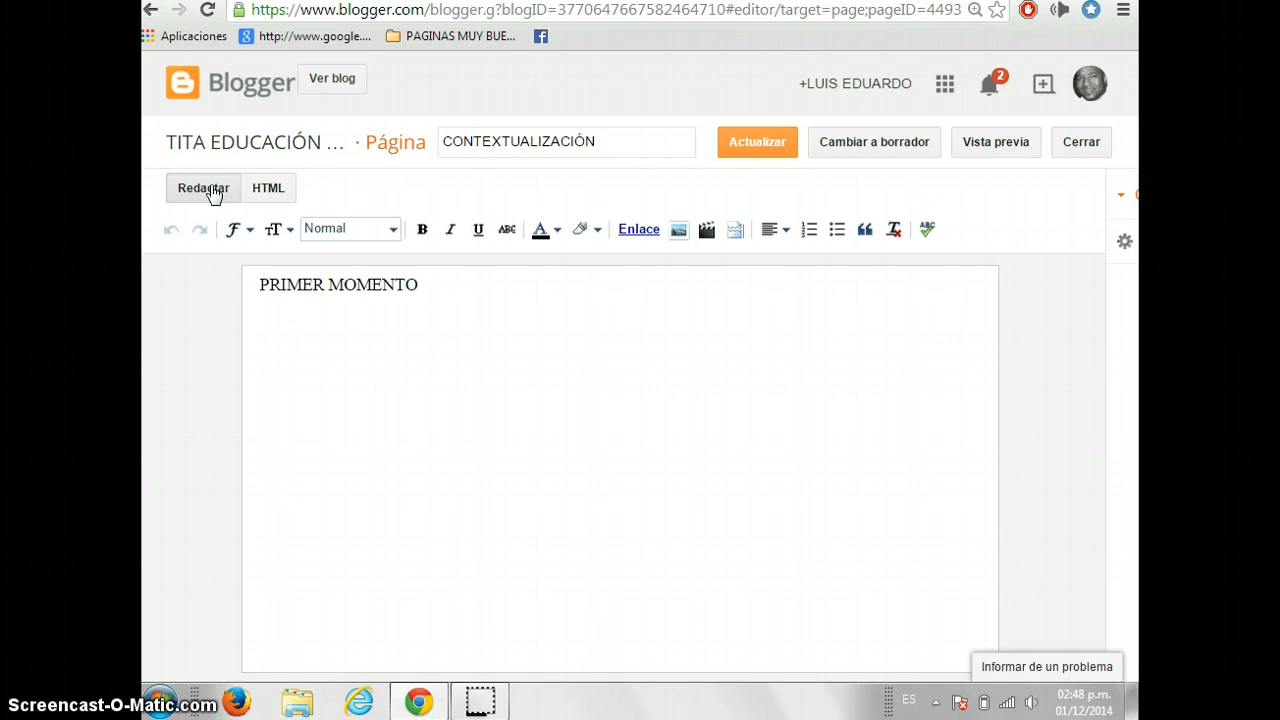 https://www.blogger.com/blogger.g?blogID=3770647667582464710#editor/target=page;pageID=4493
Aplicaciones http://www.google.... PAGINAS MUY BUE...
Blogger Ver blog +LUIS EDUARDO 2
TITA EDUCACIÓN ... · Página CONTEXTUALIZACIÓN Actualizar Cambiar a borrador Vista previa Cerrar
Redactar HTML
Normal B I U ABC A Enlace ABC
PRIMER MOMENTO
Informar de un problema
ES 02:48 p.m.
01/12/2014
Screencast-O-Matic.com